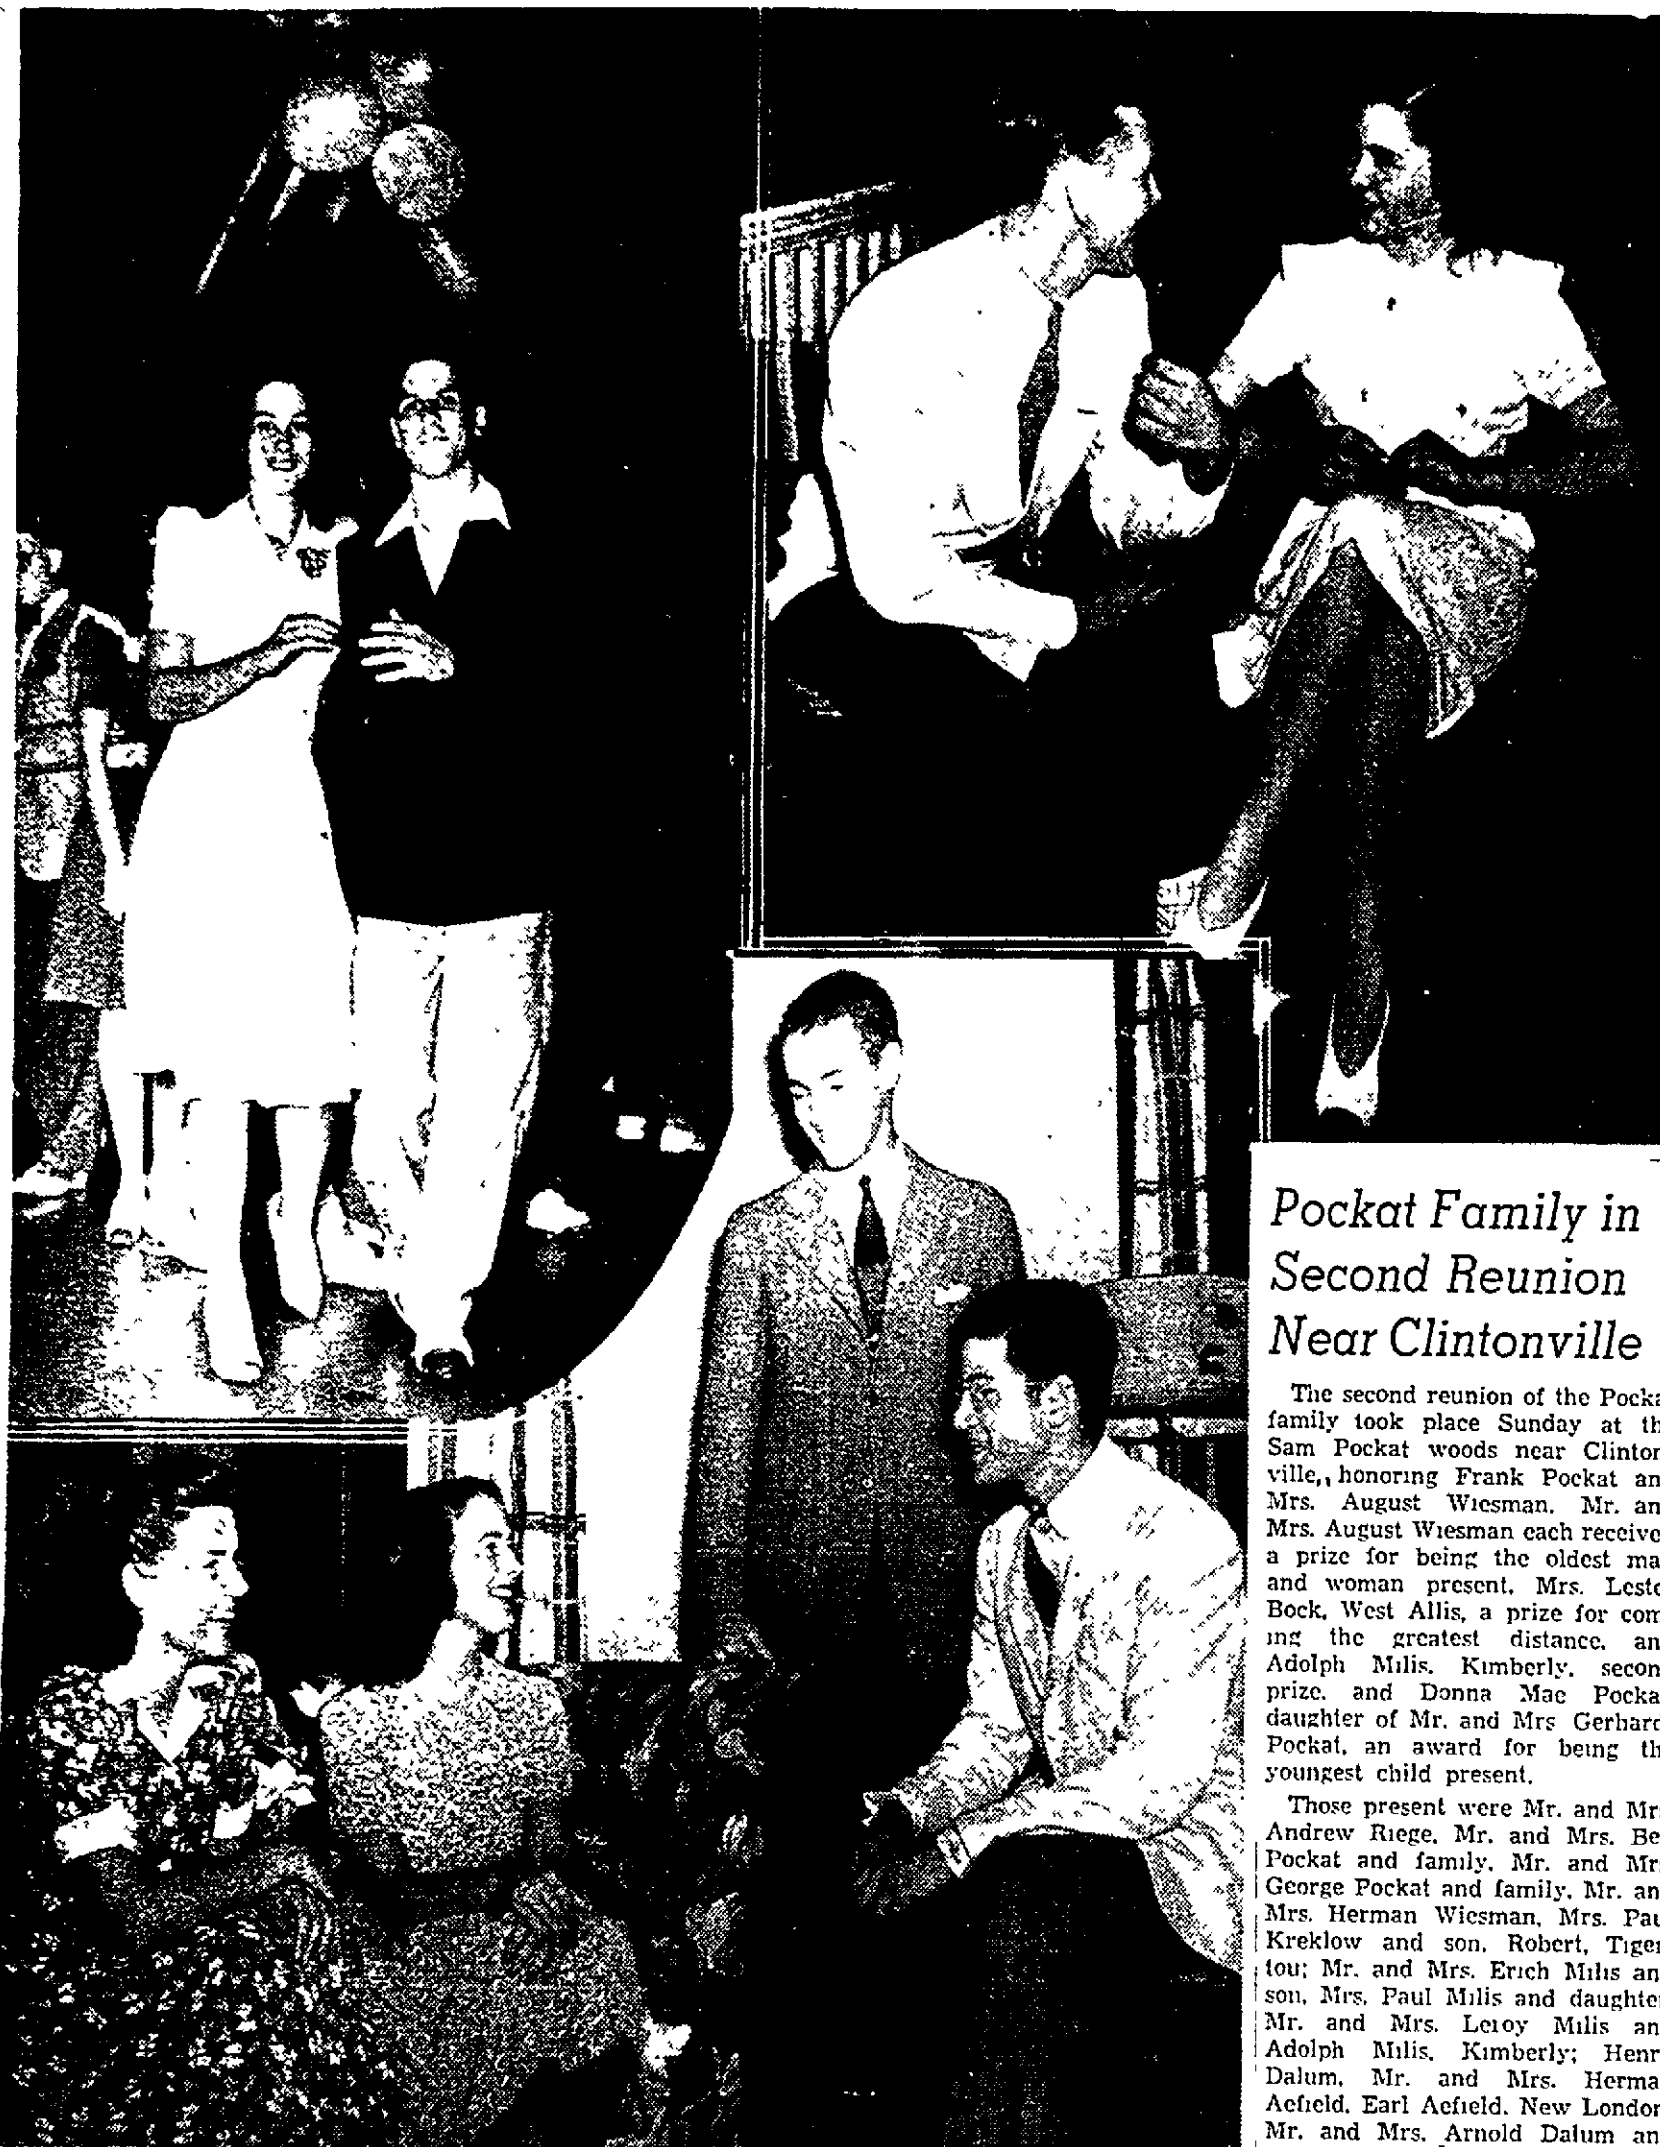 Pockat Family in
Second Reunion
Near Clintonville
The second reunion of the Pocka
family took place Sunday at th
Sam Pockat woods near Clinton
ville,, honoring Frank Pockat an
Mrs. August Wiesman. Mr. an
Mrs. August Wiesman each receive
a prize for being the oldest ma
and woman present, Mrs. Leste
Bock, West Allis, a prize for com
ing the greatest distance, an
Adolph Milis, Kimberly, secon
prize, and Donna Mae Pocka
daughter of Mr. and Mrs Gerhard
Pockat, an award for being th
youngest child present.
Those present were Mr. and Mrs
Andrew Riege, Mr. and Mrs. Be
Pockat and family, Mr. and Mrs
George Pockat and family, Mr. an
Mrs. Herman Wiesman, Mrs. Pau
Kreklow and son, Robert, Tiger
tou; Mr. and Mrs. Erich Milis an
son, Mrs. Paul Milis and daughte
Mr. and Mrs. Leroy Milis an
Adolph Milis, Kimberly; Henr
Dalum, Mr. and Mrs. Herma
Aefield, Earl Aefield, New London
Mr. and Mrs. Arnold Dalum an